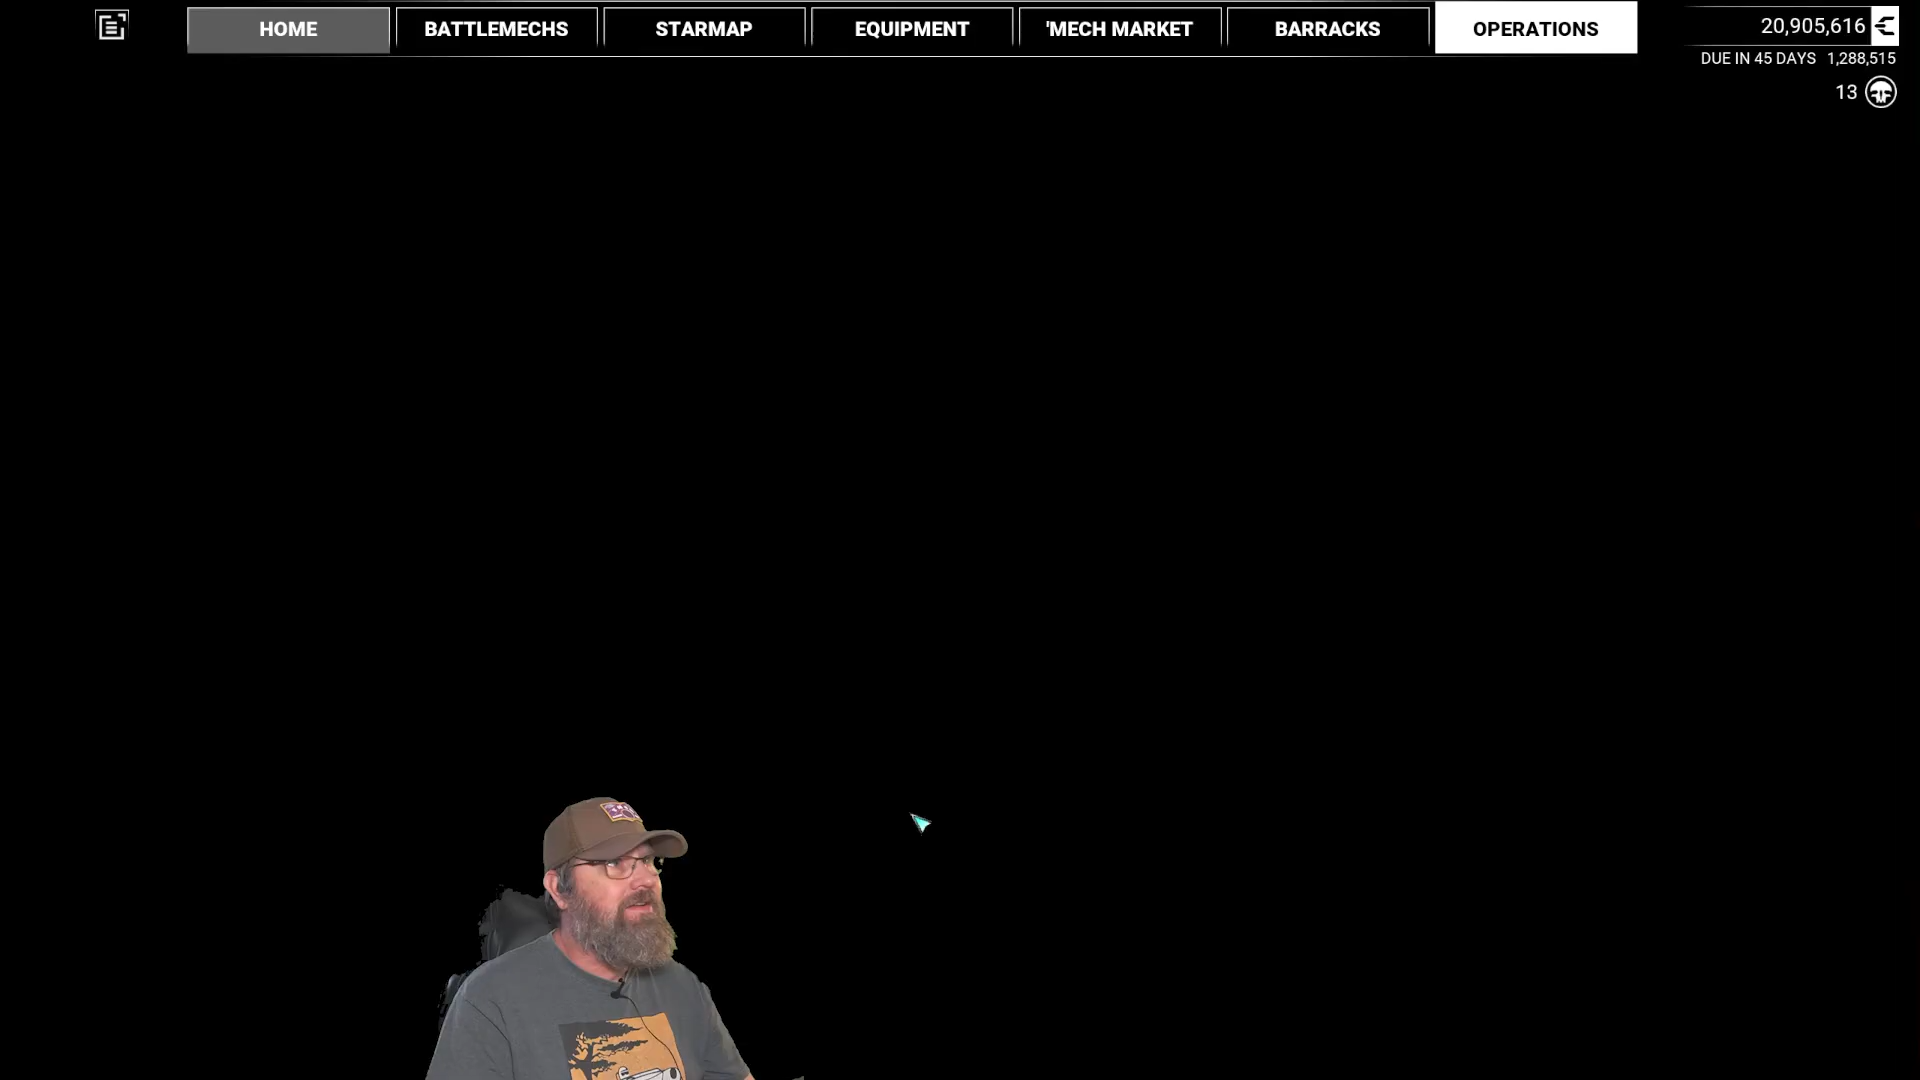 HOME
BATTLEMECHS
STARMAP
EQUIPMENT
'MECH MARKET
BARRACKS
OPERATIONS
20,905,616
DUE IN 45 DAYS 1,288,515
13